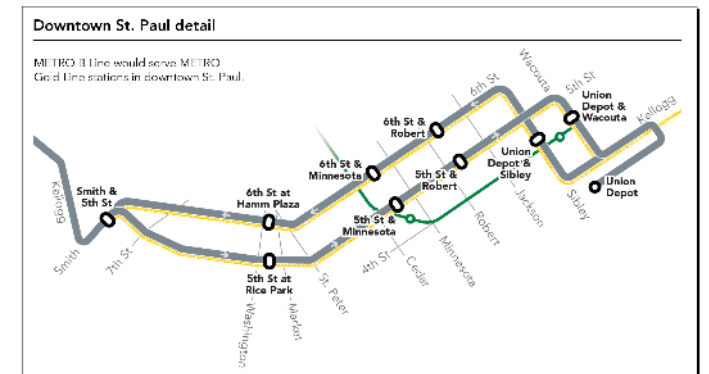 Downtown St. Paul detail
METRO B Line would serve METRO
Gold Line stations in downtown St. Paul.
Wacouta
6th St
5th St
Union
Depot &
Wacouta
Kellogg
6th St &
Robert
6th St &
Minnesota
5th St &
Robert
Union
Depot &
Sibley
Union
Depot
Kellogg
Smith &
5th St
6th St at
Hamm Plaza
5th St &
Minnesota
Jackson
Sibley
Robert
Smith
7th St
4th St
Minnesota
Cedar
5th St at
Rice Park
St. Peter
Market
Washington